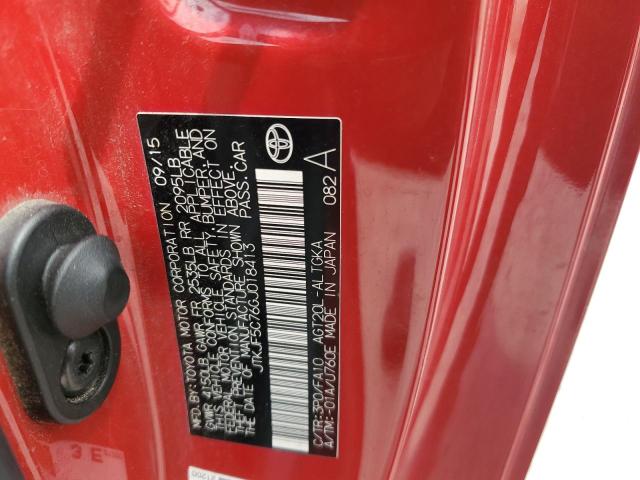 MFD.BY:TOYOTA MOTOR CORPORATION 09/15
GVWR 4150LB GAWR FR 2535LB RR 2095LB
THIS VEHICLE CONFORMS TO ALL APPLICABLE
FEDERAL MOTOR VEHICLE SAFETY, BUMPER, AND
THEFT PREVENTION STANDARDS IN EFFECT ON
THE DATE OF MANUFACTURE SHOWN ABOVE.
JTKJF5C76GJ018413 PASS.CAR
C/TR:3P0/FA10 AGT20L-ALTGKA 082 A
A/TM:-01A/U760E MADE IN JAPAN
3 E